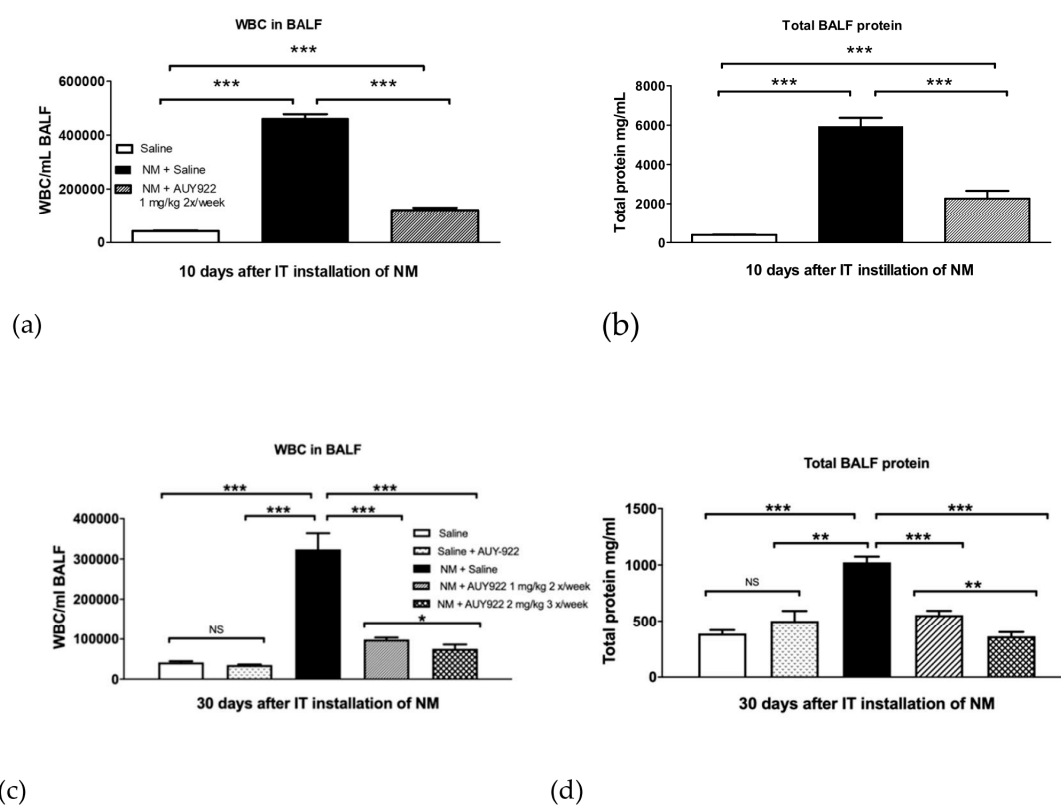 WBC in BALF
***
*** ***
600000
400000
200000
0
WBC/mL BALF
Saline
NM + Saline
NM + AUY922
1 mg/kg 2x/week
10 days after IT installation of NM
(a)
Total BALF protein
***
*** ***
8000
6000
4000
2000
0
Total protein mg/mL
10 days after IT instillation of NM
(b)
WBC in BALF
*** ***
*** ***
400000
300000
200000
100000
0
WBC/ml BALF
Saline
Saline + AUY-922
NM + Saline
NM + AUY922 1 mg/kg 2 x/week
NM + AUY922 2 mg/kg 3 x/week
NS
*
30 days after IT installation of NM
(c)
Total BALF protein
*** ***
** ***
NS
**
1500
1000
500
0
Total protein mg/ml
30 days after IT installation of NM
(d)